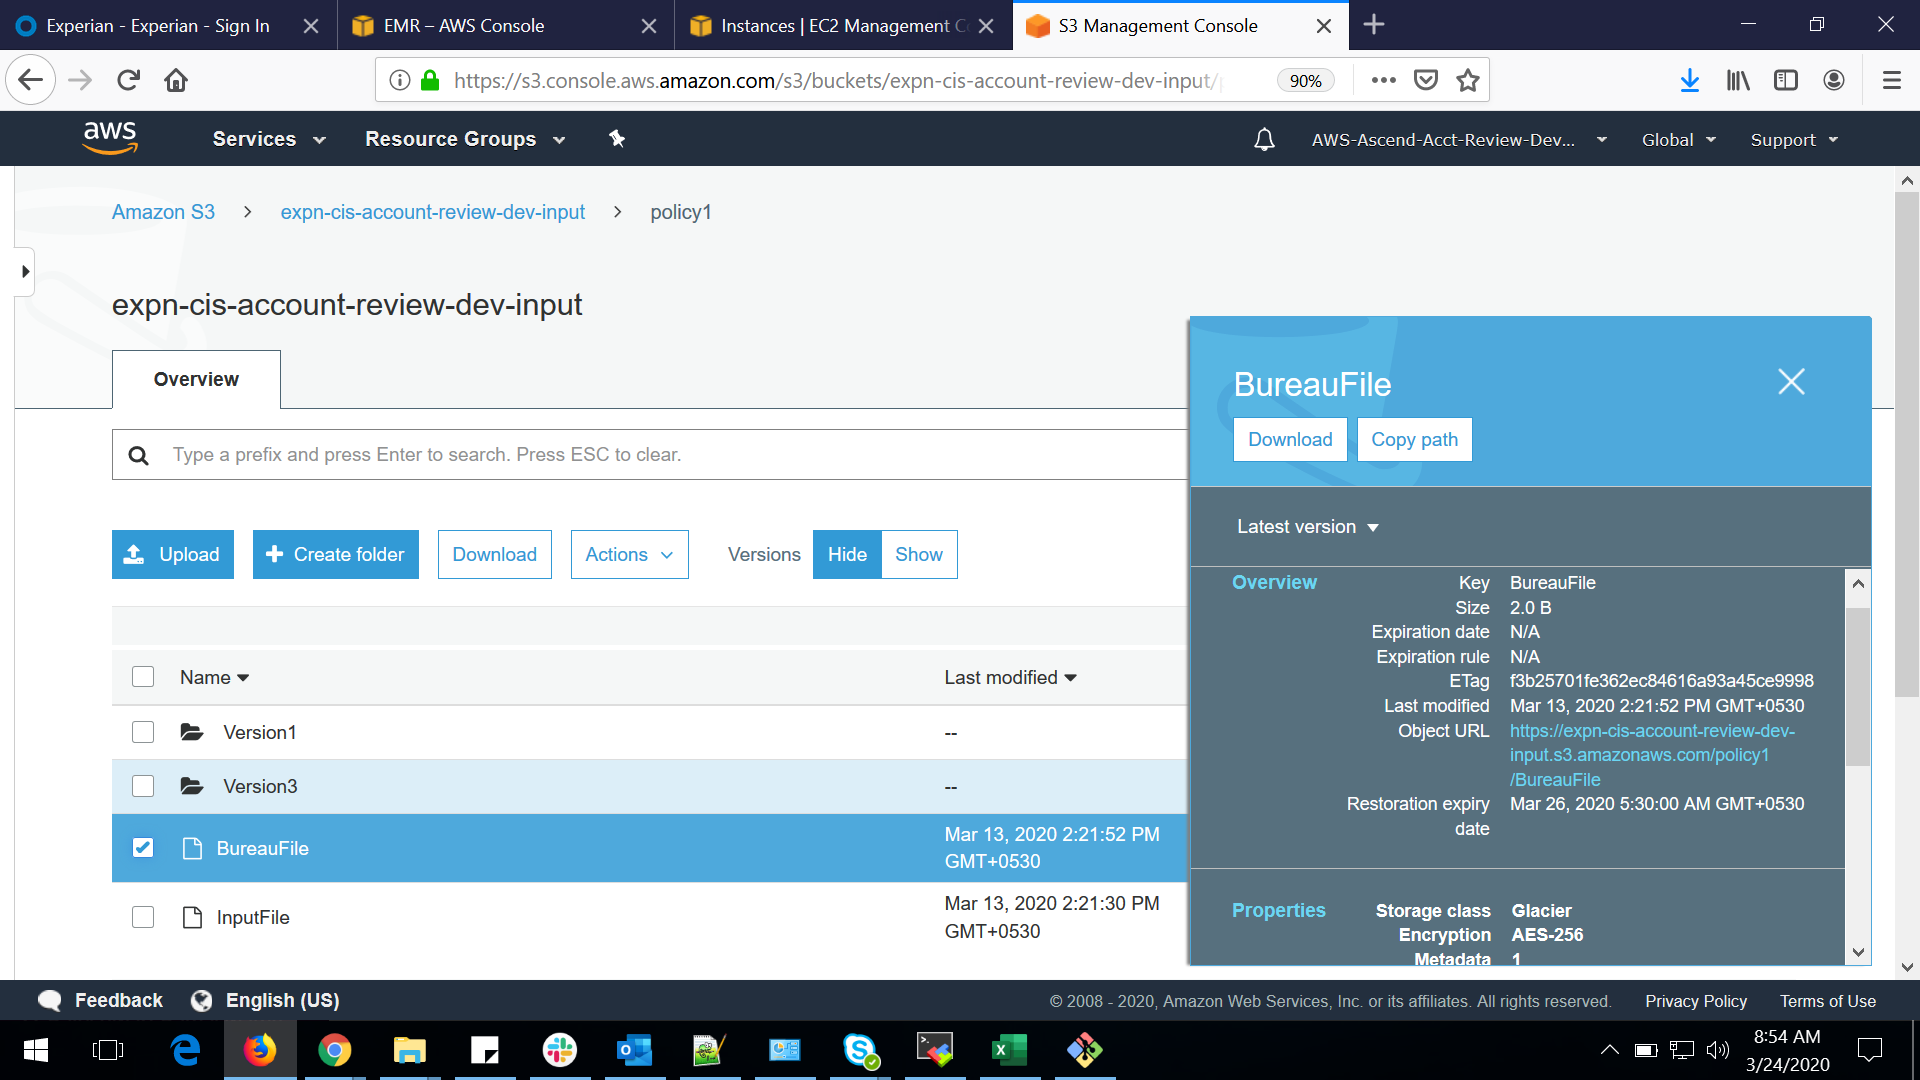 Experian - Experian - Sign In
EMR – AWS Console
Instances | EC2 Management C
S3 Management Console
https://s3.console.aws.amazon.com/s3/buckets/expn-cis-account-review-dev-input/
90%
aws
Services
Resource Groups
AWS-Ascend-Acct-Review-Dev...
Global
Support
Amazon S3 > expn-cis-account-review-dev-input > policy1
expn-cis-account-review-dev-input
Overview
Type a prefix and press Enter to search. Press ESC to clear.
Upload
Create folder
Download
Actions
Versions
Hide
Show
Name
Last modified
Version1
--
Version3
--
BureauFile
Mar 13, 2020 2:21:52 PM
GMT+0530
InputFile
Mar 13, 2020 2:21:30 PM
GMT+0530
BureauFile
Download
Copy path
Latest version
Overview
Key BureauFile
Size 2.0 B
Expiration date N/A
Expiration rule N/A
ETag f3b25701fe362ec84616a93a45ce9998
Last modified Mar 13, 2020 2:21:52 PM GMT+0530
Object URL https://expn-cis-account-review-dev-
input.s3.amazonaws.com/policy1
/BureauFile
Restoration expiry Mar 26, 2020 5:30:00 AM GMT+0530
date
Properties
Storage class Glacier
Encryption AES-256
Metadata 1
Feedback
English (US)
© 2008 - 2020, Amazon Web Services, Inc. or its affiliates. All rights reserved.
Privacy Policy
Terms of Use
8:54 AM
3/24/2020